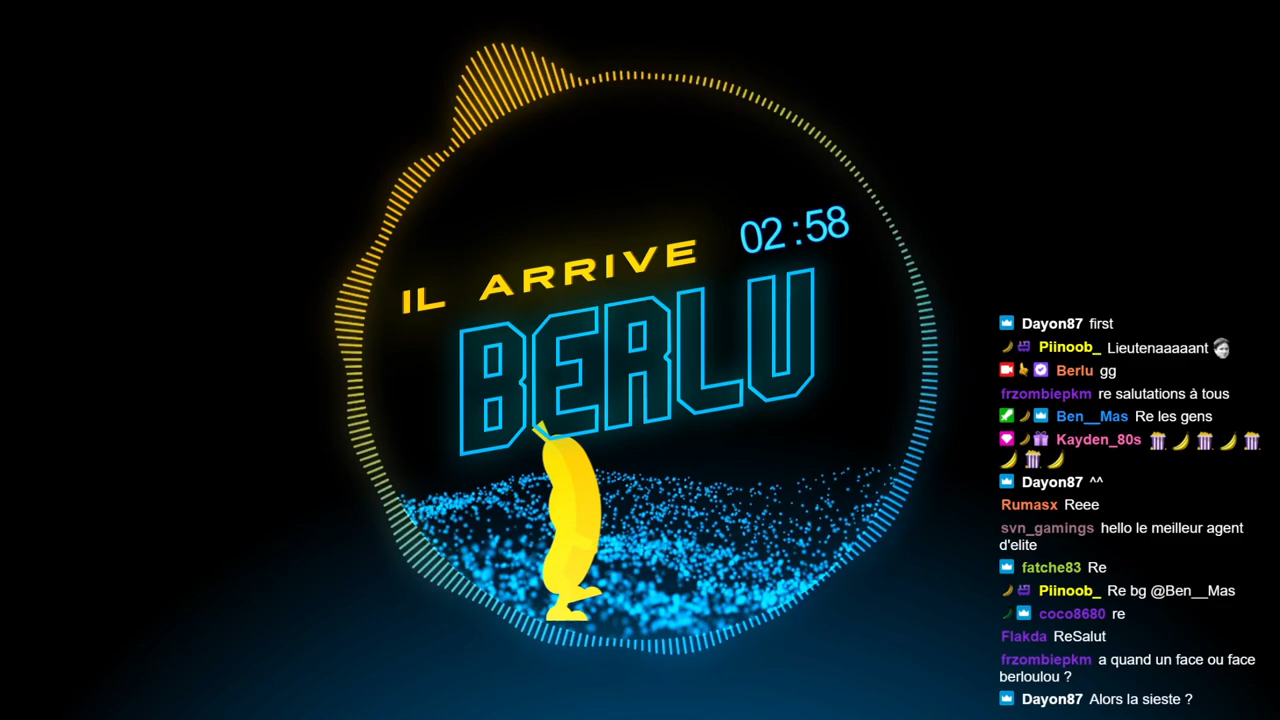 IL ARRIVE
02:58
BERLU
Dayon87 first
Piinoob_ Lieutenaaaaant
Berlu gg
frzombiepkm re salutations à tous
Ben__Mas Re les gens
Kayden_80s
Dayon87 ^^
Rumasx Reee
svn_gamings hello le meilleur agent
d'elite
fatche83 Re
Piinoob_ Re bg @Ben__Mas
coco8680 re
Flakda ReSalut
frzombiepkm a quand un face ou face
berloulou ?
Dayon87 Alors la sieste ?